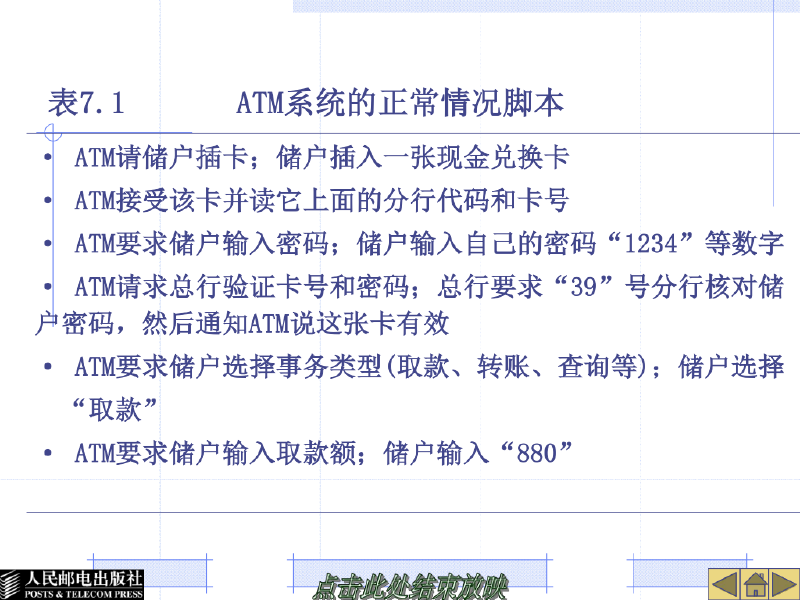 表7.1 ATM系统的正常情况脚本
• ATM请储户插卡；储户插入一张现金兑换卡
• ATM接受该卡并读它上面的分行代码和卡号
• ATM要求储户输入密码；储户输入自己的密码“1234”等数字
• ATM请求总行验证卡号和密码；总行要求“39”号分行核对储
户密码，然后通知ATM说这张卡有效
• ATM要求储户选择事务类型(取款、转账、查询等)；储户选择
“取款”
• ATM要求储户输入取款额；储户输入“880”
人民邮电出版社
POSTS & TELECOM PRESS
点击此处结束放映